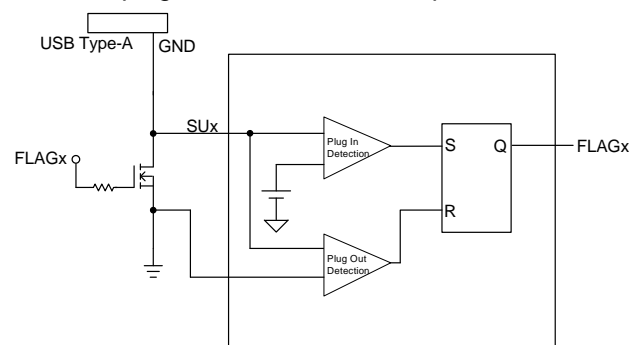 USB Type-A GND
SUx
FLAGx
Plug In
Detection
S Q
FLAGx
R
Plug Out
Detection